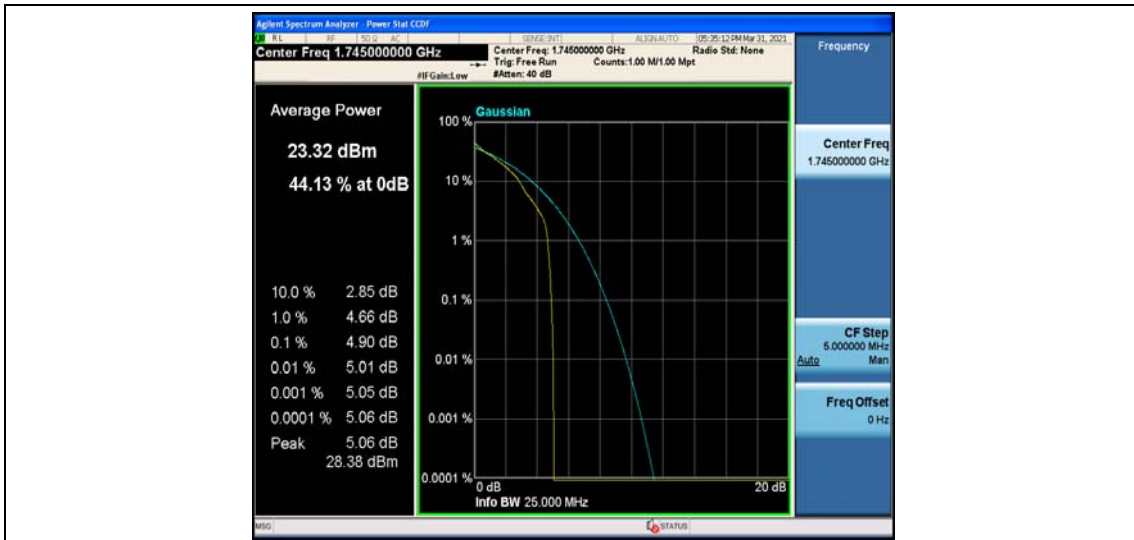 Agilent Spectrum Analyzer - Power Stat CCDF
RL RF 50 Ω AC SENSE:INT ALIGN AUTO 05:35:12 PM Mar 31, 2021
Center Freq 1.745000000 GHz
Center Freq: 1.745000000 GHz Radio Std: None
Trig: Free Run Counts:1.00 M/1.00 Mpt
#IFGain:Low #Atten: 40 dB
Frequency
Average Power
23.32 dBm
44.13 % at 0dB
10.0 % 2.85 dB
1.0 % 4.66 dB
0.1 % 4.90 dB
0.01 % 5.01 dB
0.001 % 5.05 dB
0.0001 % 5.06 dB
Peak 5.06 dB
28.38 dBm
Gaussian
100 %
10 %
1 %
0.1 %
0.01 %
0.001 %
0.0001 %
0 dB 20 dB
Info BW 25.000 MHz
Center Freq
1.745000000 GHz
CF Step
5.000000 MHz
Auto Man
Freq Offset
0 Hz
MSG STATUS